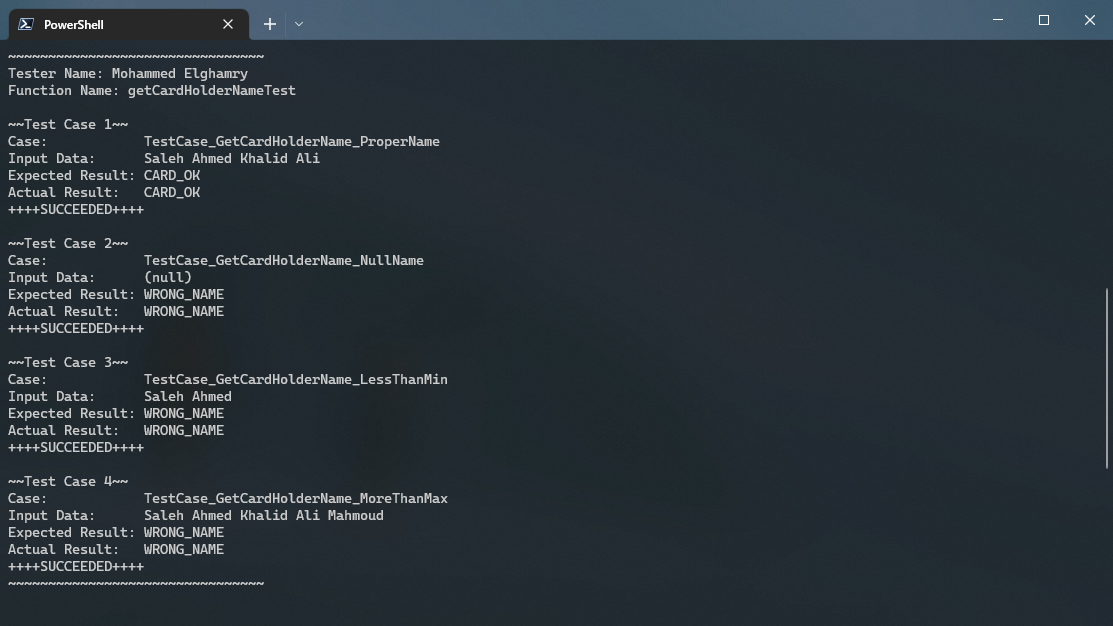 PowerShell
~~~~~~~~~~~~~~~~~~~~~~~~~~~~~~~~
Tester Name: Mohammed Elghamry
Function Name: getCardHolderNameTest
~~Test Case 1~~
Case:            TestCase_GetCardHolderName_ProperName
Input Data:      Saleh Ahmed Khalid Ali
Expected Result: CARD_OK
Actual Result:   CARD_OK
++++SUCCEEDED++++
~~Test Case 2~~
Case:            TestCase_GetCardHolderName_NullName
Input Data:      (null)
Expected Result: WRONG_NAME
Actual Result:   WRONG_NAME
++++SUCCEEDED++++
~~Test Case 3~~
Case:            TestCase_GetCardHolderName_LessThanMin
Input Data:      Saleh Ahmed
Expected Result: WRONG_NAME
Actual Result:   WRONG_NAME
++++SUCCEEDED++++
~~Test Case 4~~
Case:            TestCase_GetCardHolderName_MoreThanMax
Input Data:      Saleh Ahmed Khalid Ali Mahmoud
Expected Result: WRONG_NAME
Actual Result:   WRONG_NAME
++++SUCCEEDED++++
~~~~~~~~~~~~~~~~~~~~~~~~~~~~~~~~